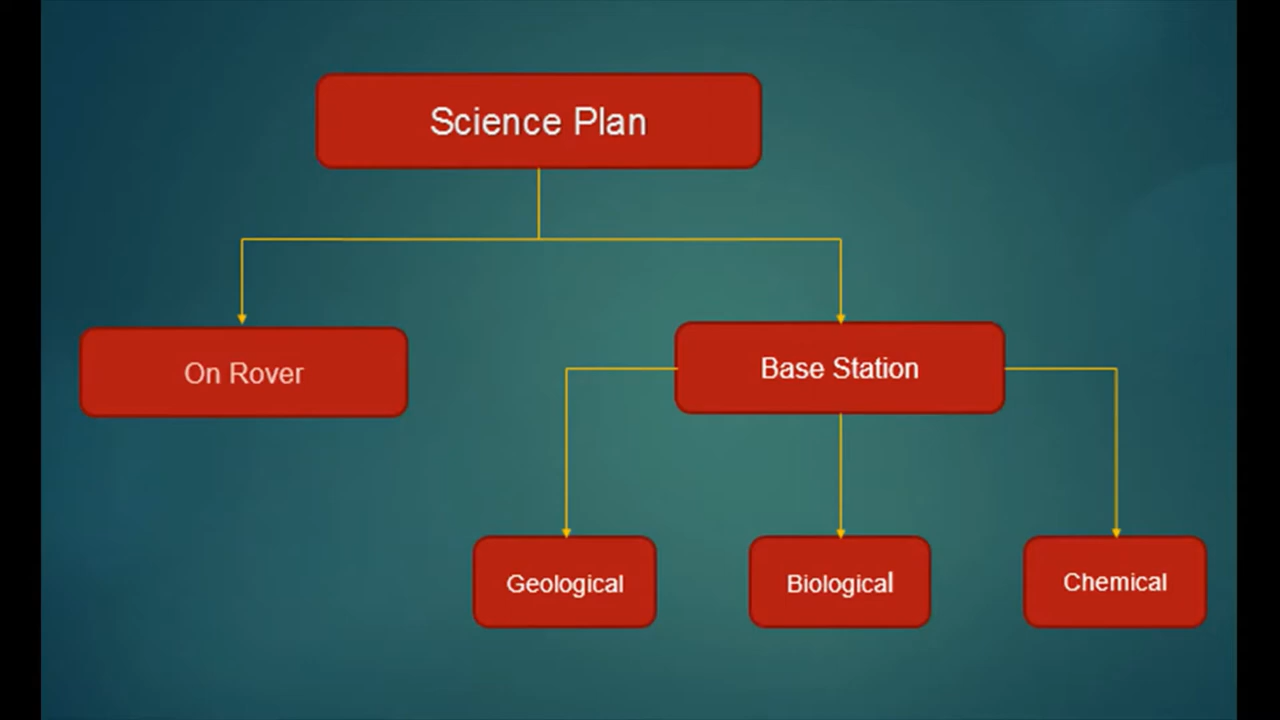 Science Plan
On Rover
Base Station
Geological
Biological
Chemical